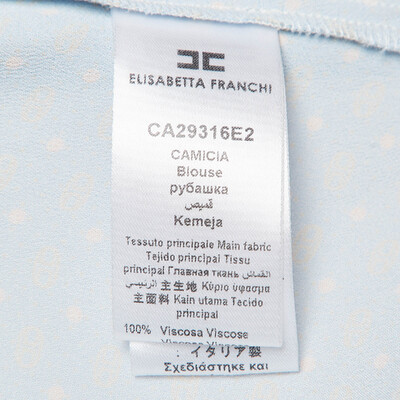 ELISABETTA FRANCHI
CA29316E2
CAMICIA
Blouse
рубашка
قميص
Kemeja
Tessuto principale Main fabric
Tejido principal Tissu
principal Главная ткань القماش
الرئيسي 主生地 Κύριο ύφασμα
主面料 Kain utama Tecido
principal
100% Viscosa Viscose
: イタリア製
Σχεδιάστηκε και